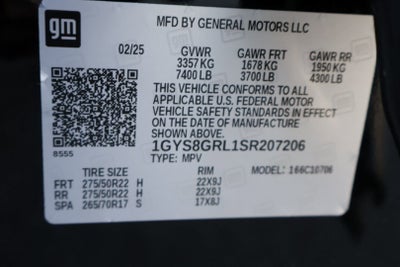 gm
MFD BY GENERAL MOTORS LLC
02/25 GVWR GAWR FRT GAWR RR
3357 KG 1678 KG 1950 KG
7400 LB 3700 LB 4300 LB
THIS VEHICLE CONFORMS TO ALL
APPLICABLE U.S. FEDERAL MOTOR
VEHICLE SAFETY STANDARDS IN EFFECT
ON THE DATE OF MANUFACTURE
SHOWN ABOVE.
8555
1GYS8GRL1SR207206
TYPE: MPV MODEL: 166C10706
TIRE SIZE RIM
FRT 275/50R22 H 22X9J
RR 275/50R22 H 22X9J
SPA 265/70R17 S 17X8J